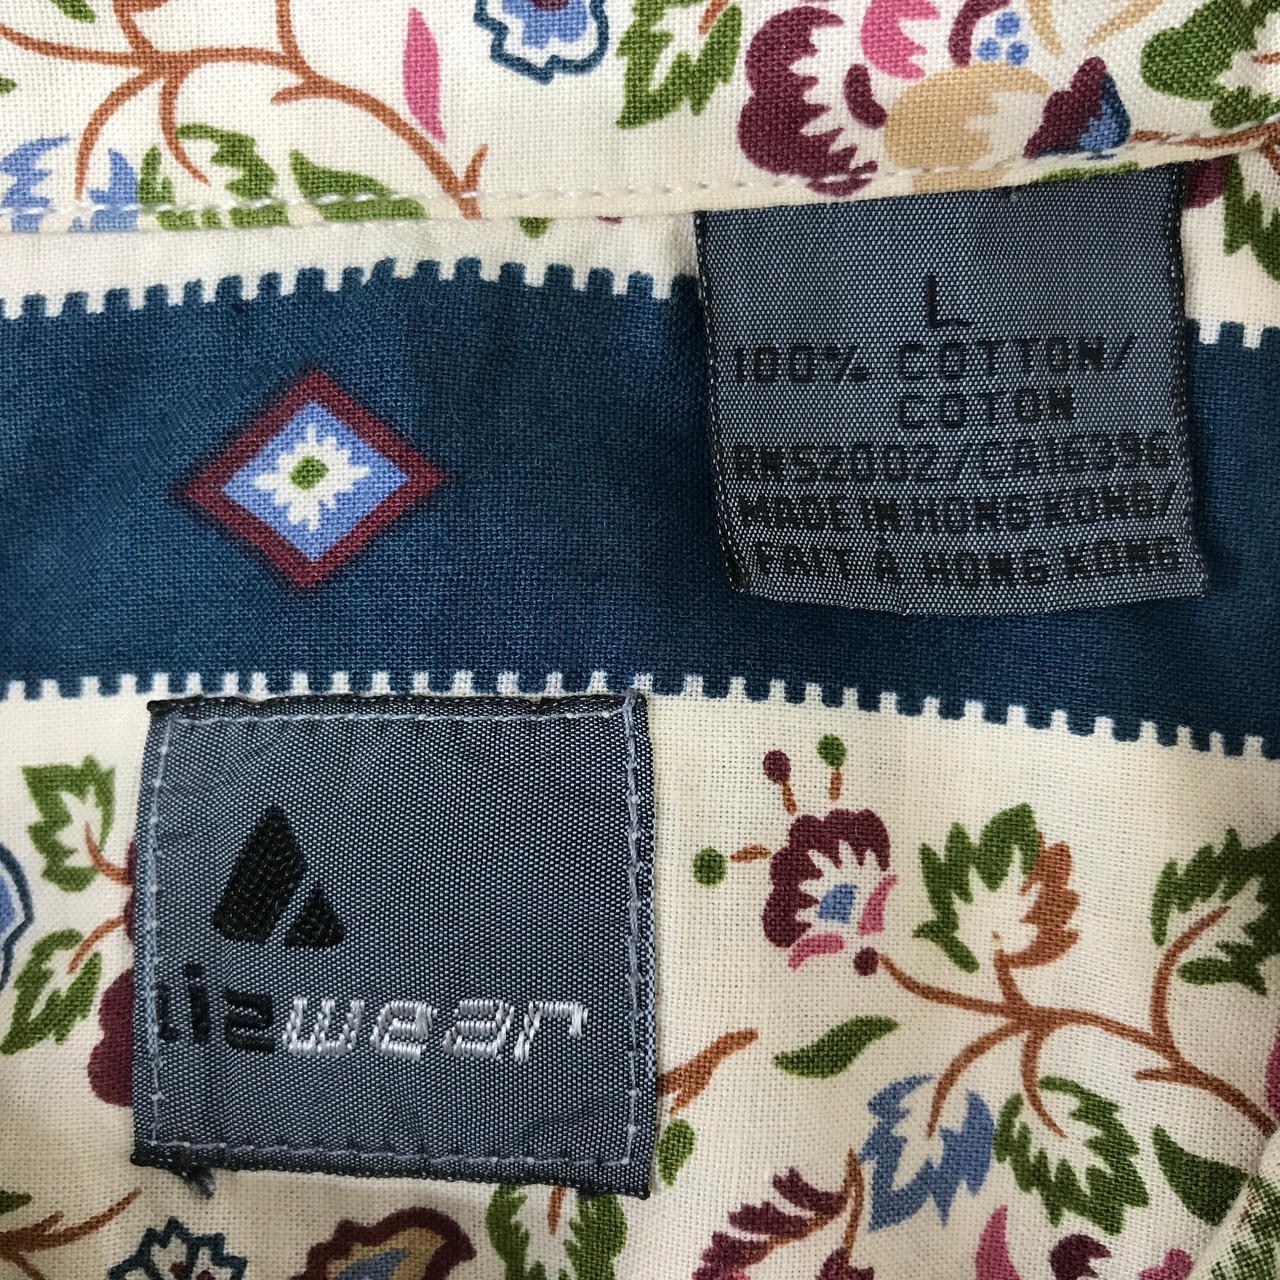 L
100% COTTON/
COTON
RN52002/CA16396
MADE IN HONG KONG/
FAIT À HONG KONG
lizwear